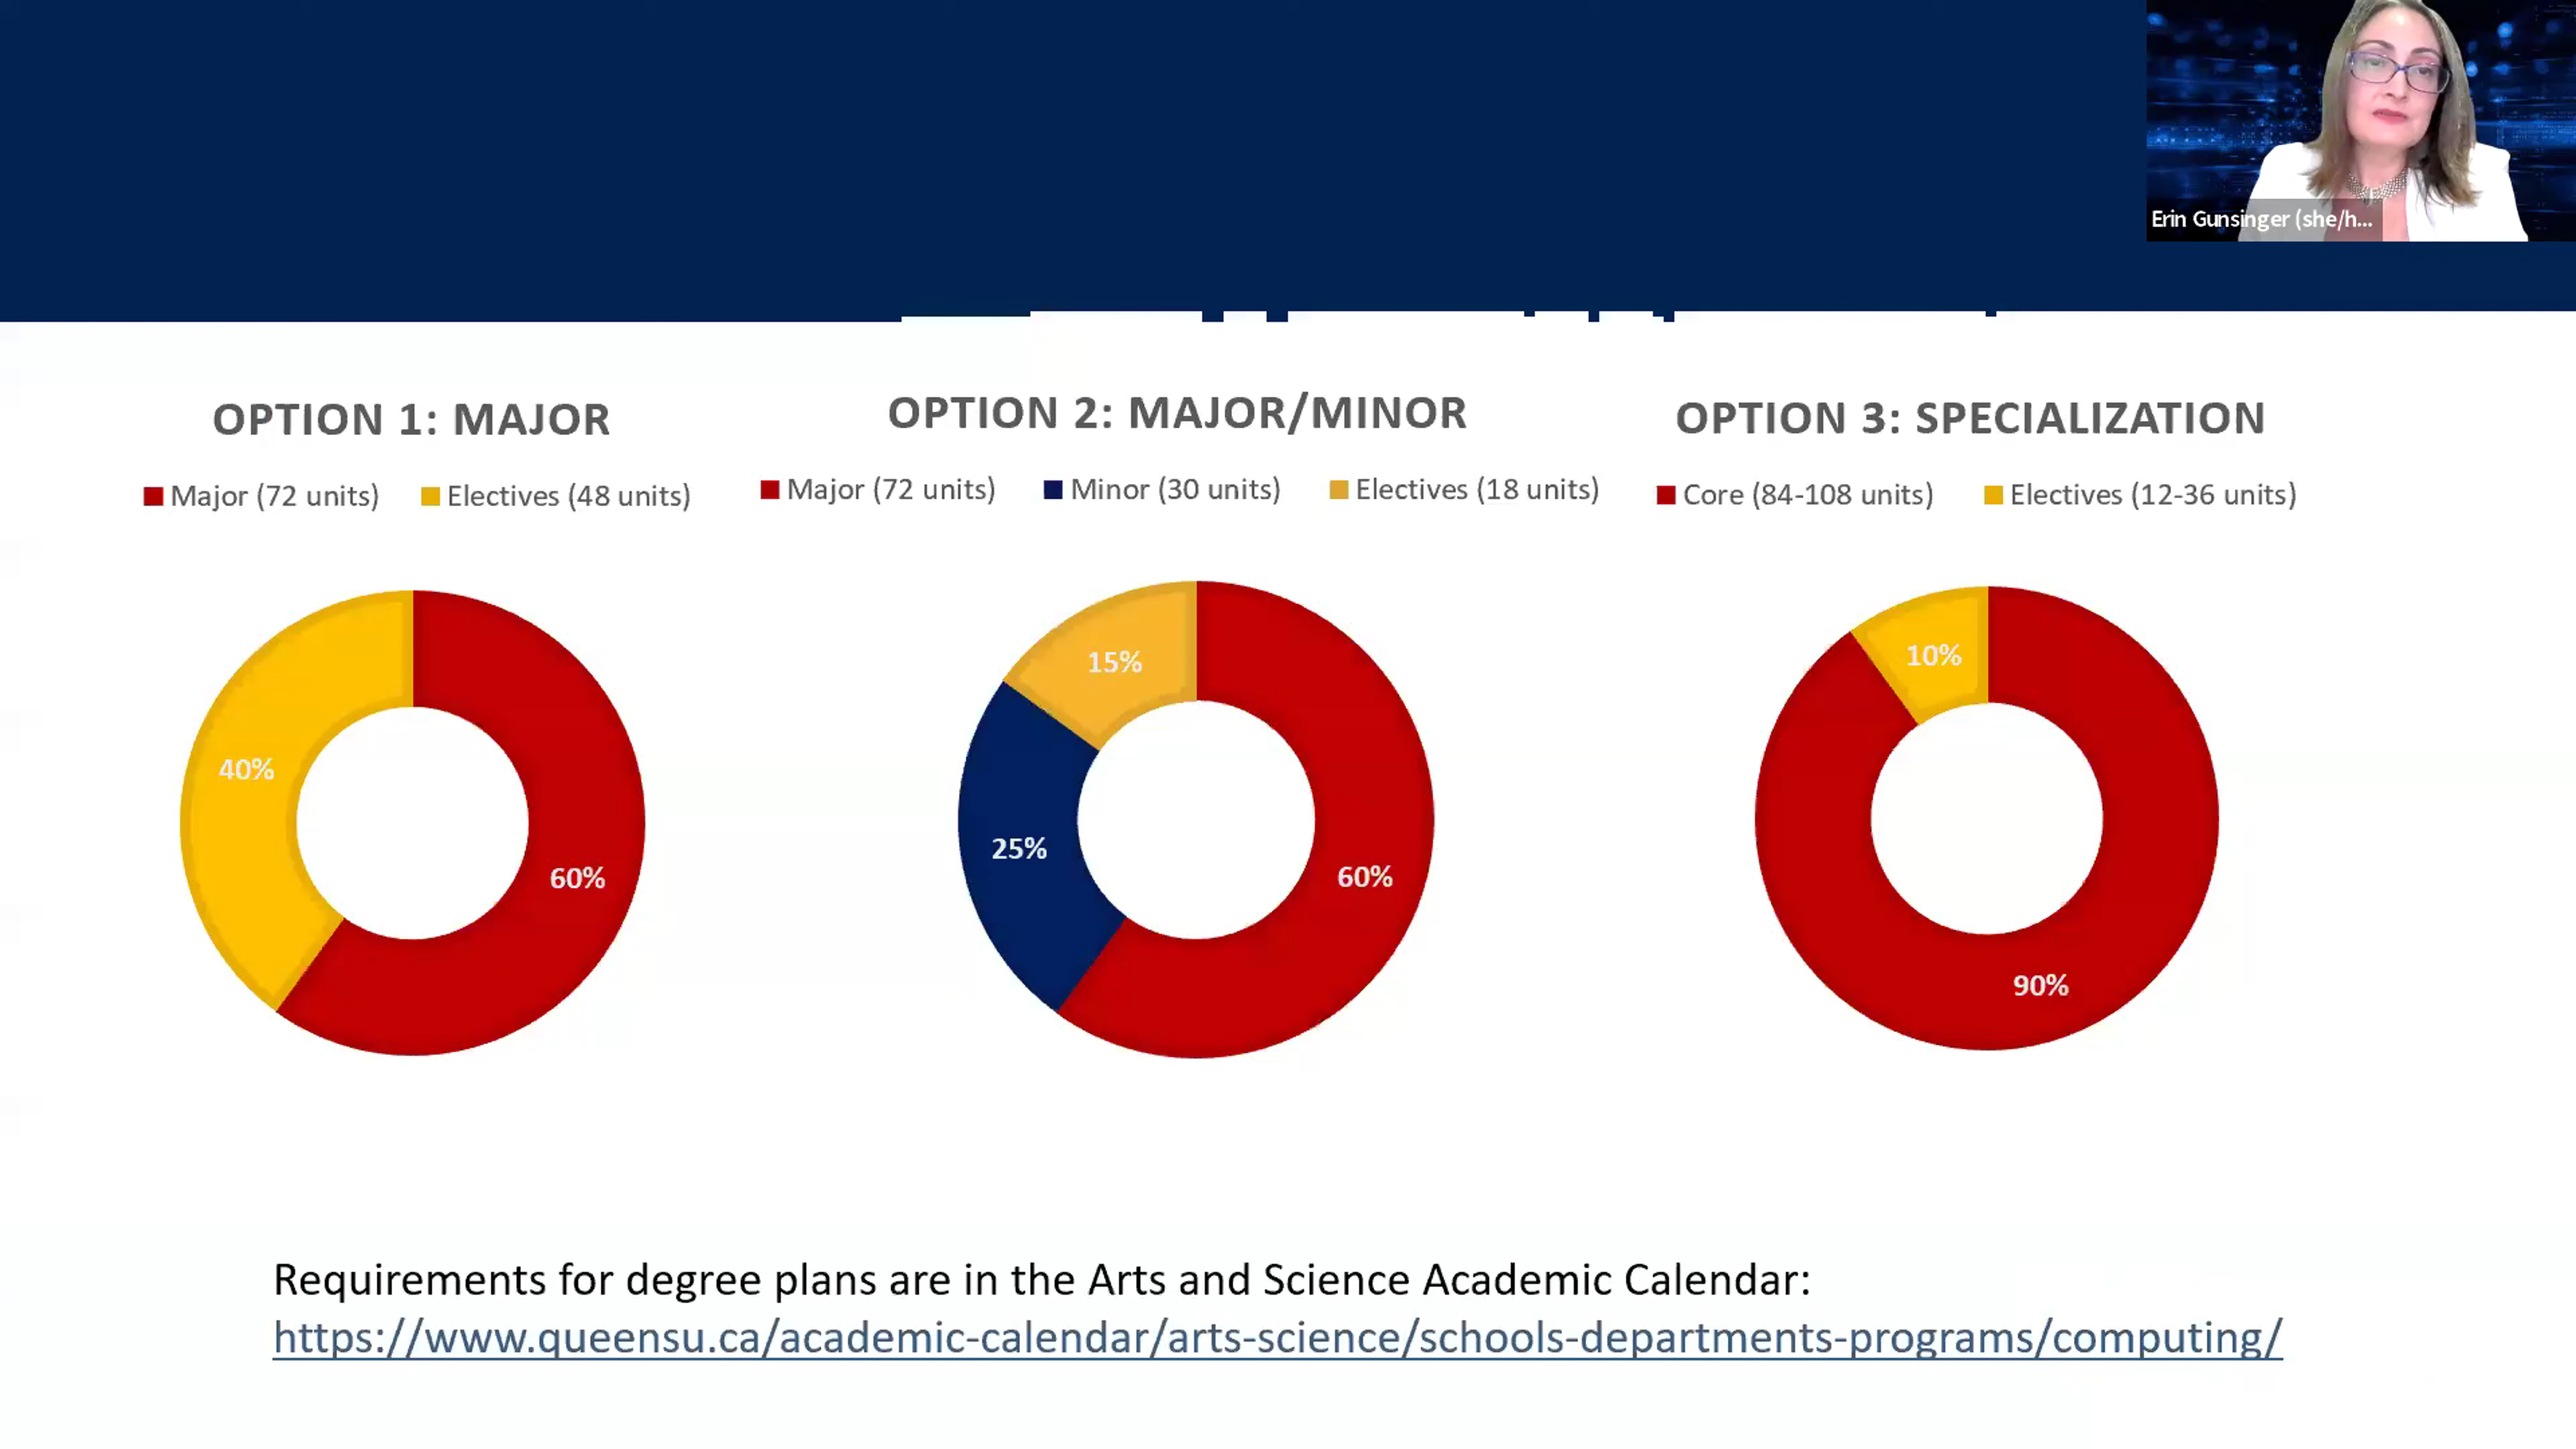 Erin Gunsinger (she/h...
OPTION 1: MAJOR
Major (72 units) Electives (48 units)
40%
60%
OPTION 2: MAJOR/MINOR
Major (72 units) Minor (30 units) Electives (18 units)
15%
25%
60%
OPTION 3: SPECIALIZATION
Core (84-108 units) Electives (12-36 units)
10%
90%
Requirements for degree plans are in the Arts and Science Academic Calendar:
https://www.queensu.ca/academic-calendar/arts-science/schools-departments-programs/computing/